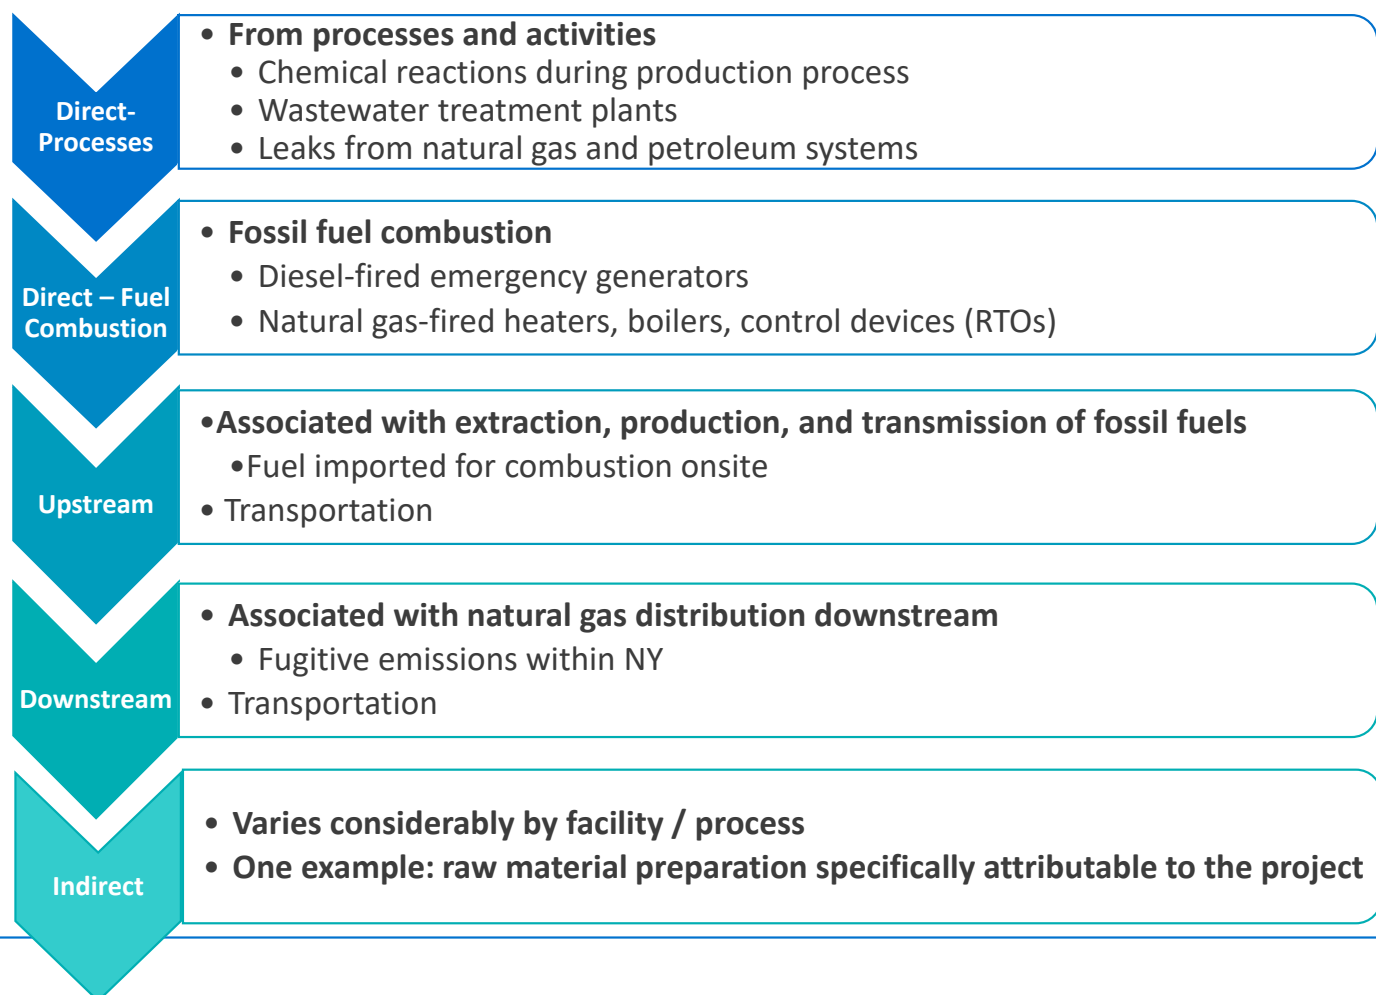 Direct-
Processes
• From processes and activities
• Chemical reactions during production process
• Wastewater treatment plants
• Leaks from natural gas and petroleum systems
Direct – Fuel
Combustion
• Fossil fuel combustion
• Diesel-fired emergency generators
• Natural gas-fired heaters, boilers, control devices (RTOs)
Upstream
•Associated with extraction, production, and transmission of fossil fuels
•Fuel imported for combustion onsite
• Transportation
Downstream
• Associated with natural gas distribution downstream
• Fugitive emissions within NY
• Transportation
Indirect
• Varies considerably by facility / process
• One example: raw material preparation specifically attributable to the project